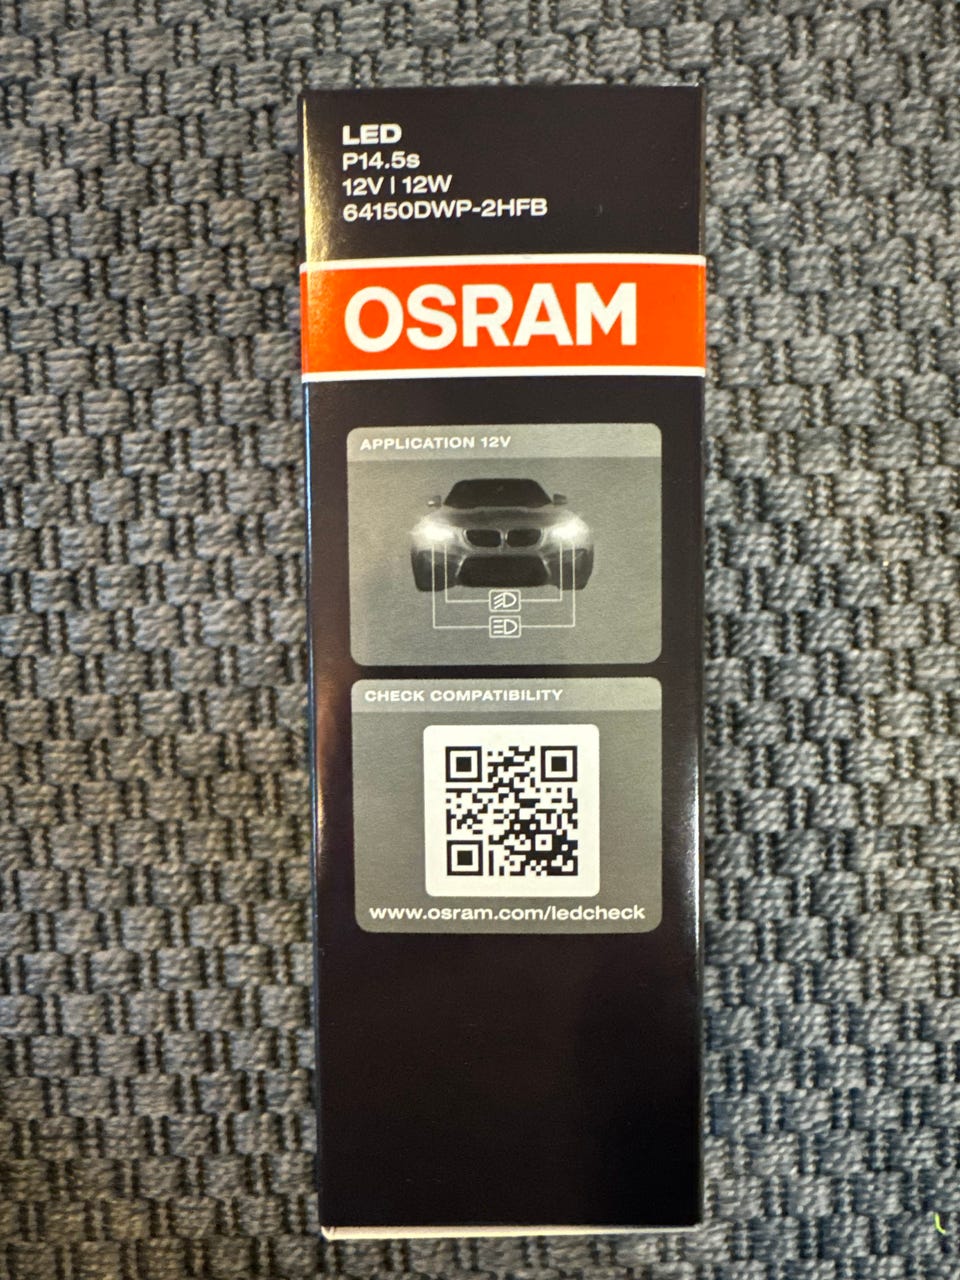 LED
P14.5s
12V | 12W
64150DWP-2HFB
OSRAM
APPLICATION 12V
CHECK COMPATIBILITY
www.osram.com/ledcheck